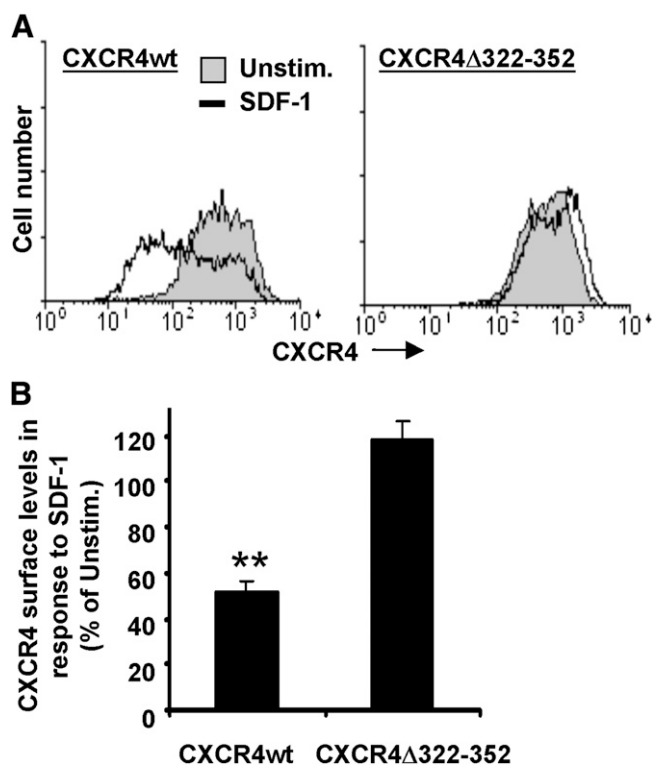 A
CXCR4wt
Unstim.
SDF-1
CXCR4Δ322-352
Cell number
10⁰ 10¹ 10² 10³ 10⁴
10⁰ 10¹ 10² 10³ 10⁴
CXCR4
B
CXCR4 surface levels in
response to SDF-1
(% of Unstim.)
120
100
80
60
40
20
0
**
CXCR4wt
CXCR4Δ322-352